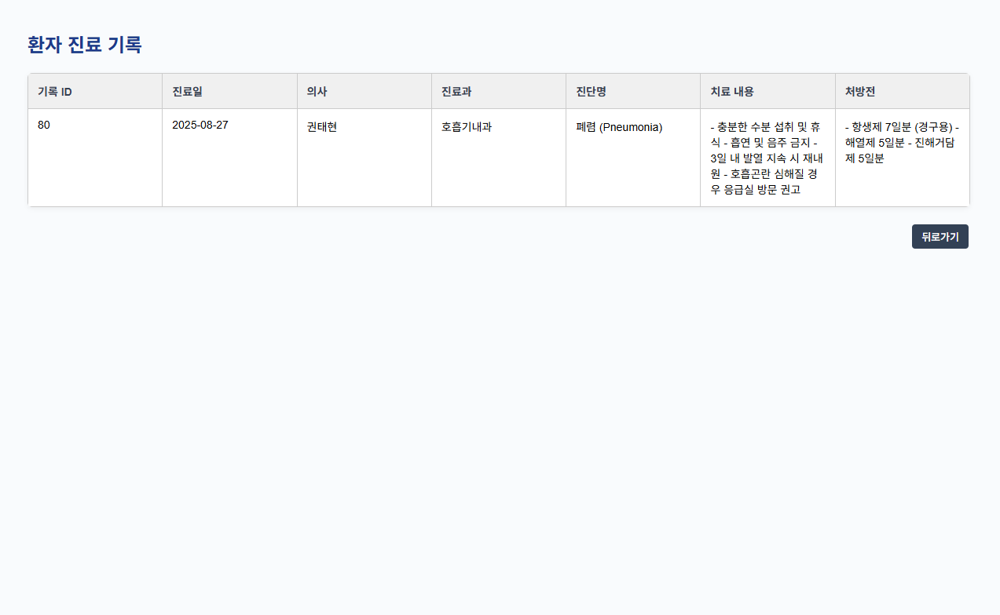 환자 진료 기록
기록 ID
진료일
의사
진료과
진단명
치료 내용
처방전
80
2025-08-27
권태현
호흡기내과
폐렴 (Pneumonia)
- 충분한 수분 섭취 및 휴
식 - 흡연 및 음주 금지 -
3일 내 발열 지속 시 재내
원 - 호흡곤란 심해질 경
우 응급실 방문 권고
- 항생제 7일분 (경구용) -
해열제 5일분 - 진해거담
제 5일분
뒤로가기